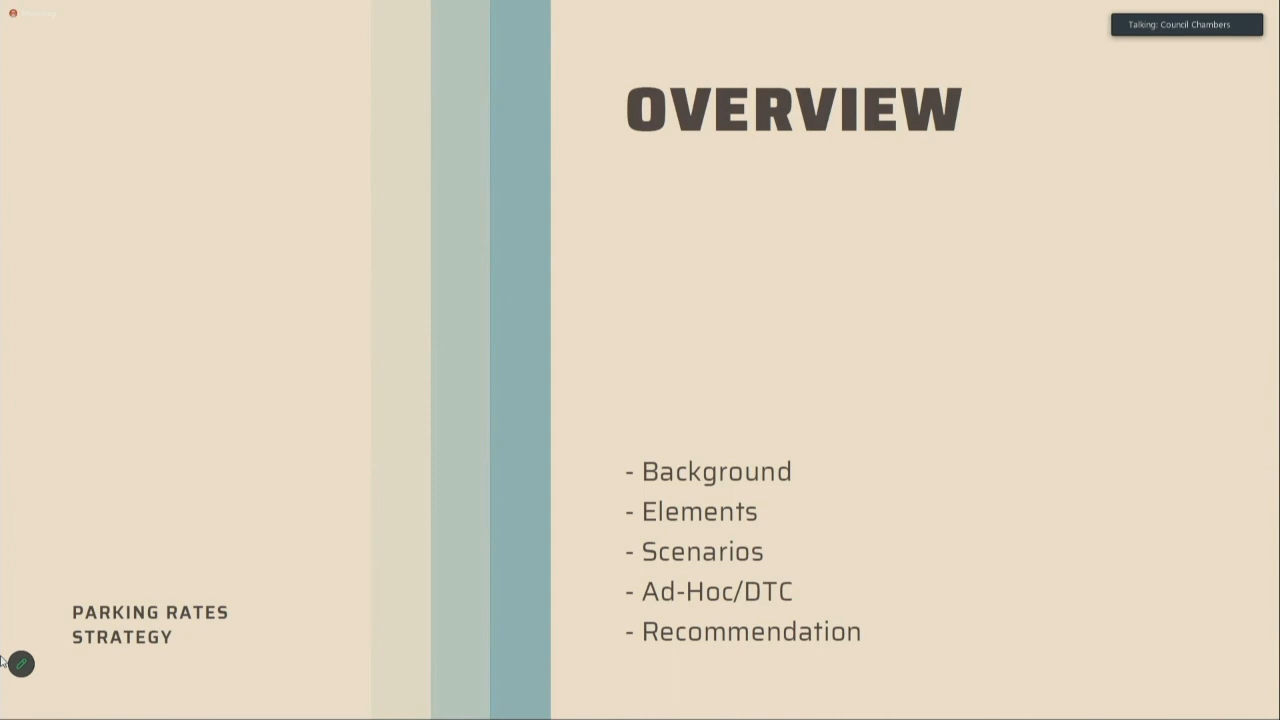 Talking: Council Chambers
OVERVIEW
- Background
- Elements
- Scenarios
- Ad-Hoc/DTC
- Recommendation
PARKING RATES
STRATEGY